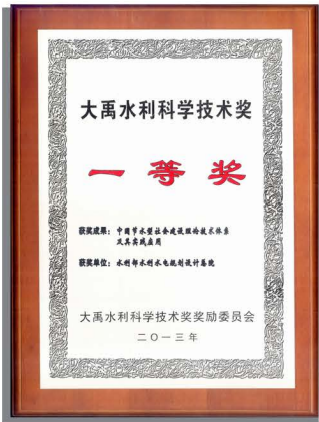 大禹水利科学技术奖
一等奖
获奖成果：中国节水型社会建设理论技术体系
及其实践应用
获奖单位：水利部水利水电规划设计总院
大禹水利科学技术奖奖励委员会
二〇一三年